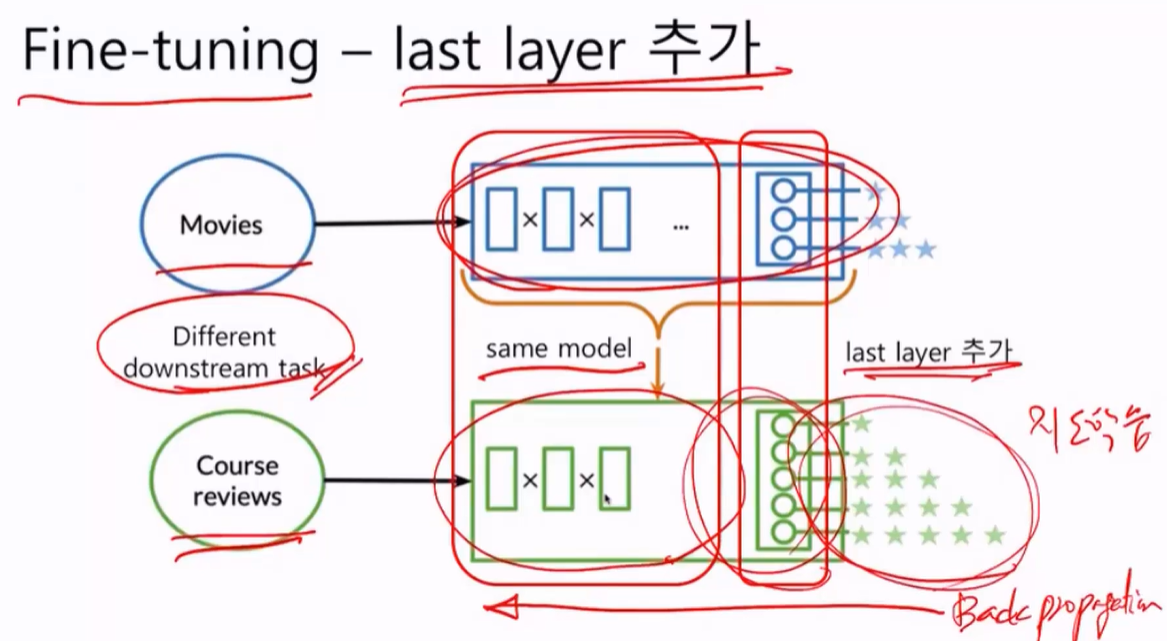 Fine-tuning – last layer 추가
Movies
× ×
...
Different
downstream task
same model
last layer 추가
지도학습
Course
reviews
× ×
Back propagation